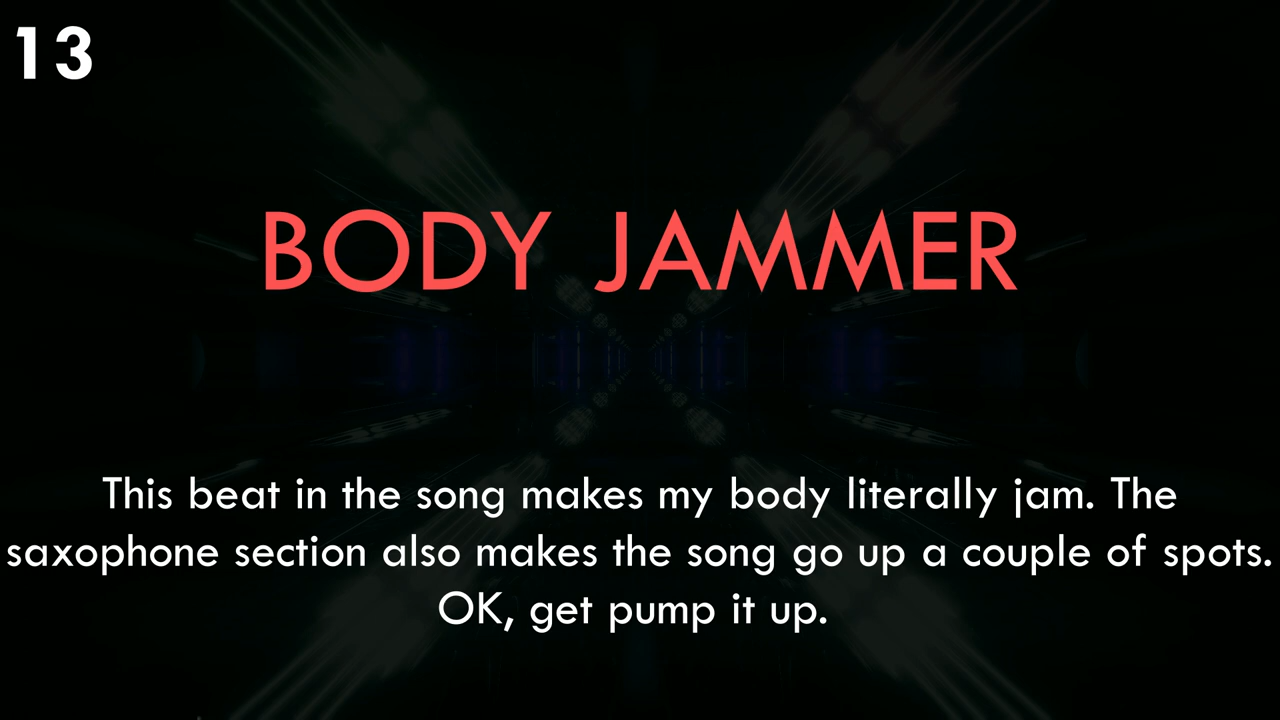 13
BODY JAMMER
This beat in the song makes my body literally jam. The
saxophone section also makes the song go up a couple of spots.
OK, get pump it up.